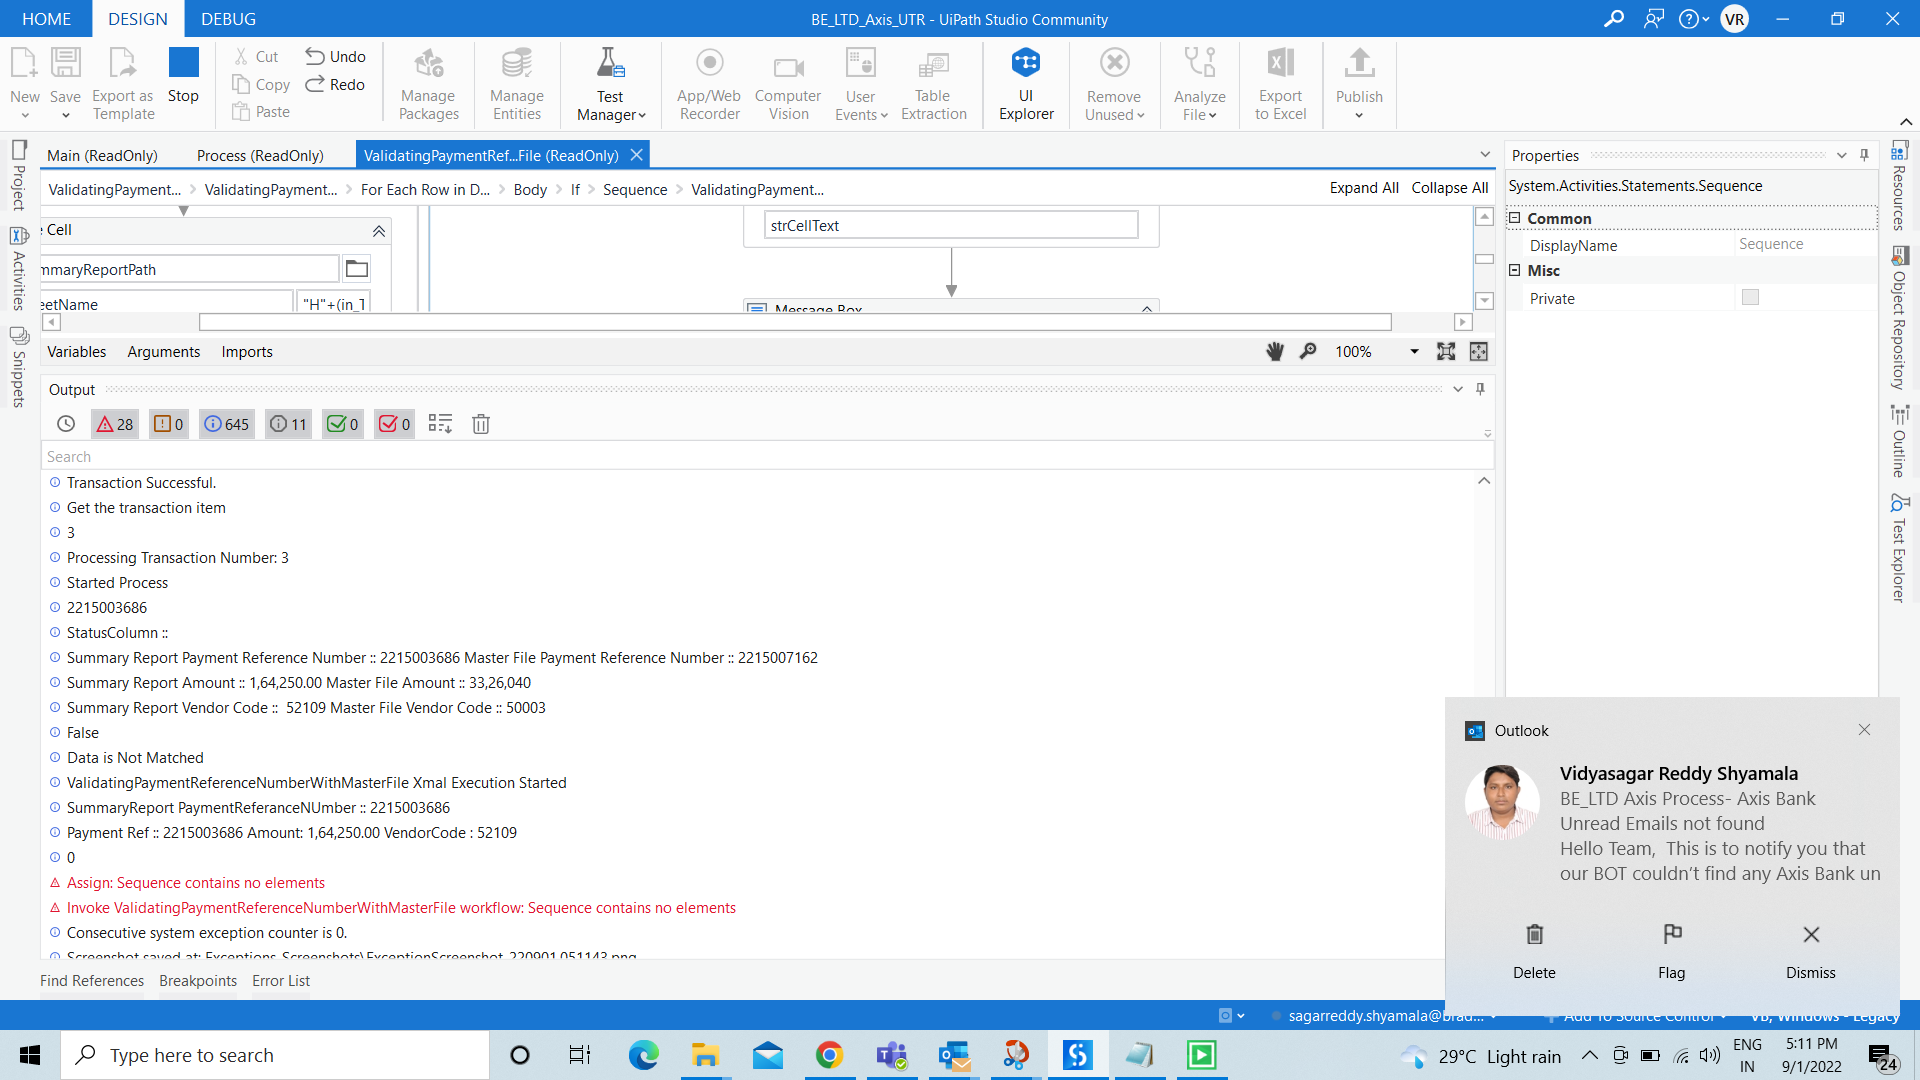 HOME DESIGN DEBUG BE_LTD_Axis_UTR - UiPath Studio Community VR
New Save Export as Template Stop Cut Copy Paste Undo Redo Manage Packages Manage Entities Test Manager App/Web Recorder Computer Vision User Events Table Extraction UI Explorer Remove Unused Analyze File Export to Excel Publish
Main (ReadOnly) Process (ReadOnly) ValidatingPaymentRef...File (ReadOnly)
ValidatingPayment... ValidatingPayment... For Each Row in D... Body If Sequence ValidatingPayment... Expand All Collapse All
Project
Activities
Snippets
e Cell
mmaryReportPath
eetName "H"+(in_T
strCellText
Message Box
Variables Arguments Imports 100%
Properties
System.Activities.Statements.Sequence
Common
DisplayName Sequence
Misc
Private
Resources
Object Repository
Outline
Test Explorer
Output
28 0 645 11 0 0
Search
Transaction Successful.
Get the transaction item
3
Processing Transaction Number: 3
Started Process
2215003686
StatusColumn ::
Summary Report Payment Reference Number :: 2215003686 Master File Payment Reference Number :: 2215007162
Summary Report Amount :: 1,64,250.00 Master File Amount :: 33,26,040
Summary Report Vendor Code ::  52109 Master File Vendor Code :: 50003
False
Data is Not Matched
ValidatingPaymentReferenceNumberWithMasterFile Xmal Execution Started
SummaryReport PaymentReferanceNUmber :: 2215003686
Payment Ref :: 2215003686 Amount: 1,64,250.00 VendorCode : 52109
0
Assign: Sequence contains no elements
Invoke ValidatingPaymentReferenceNumberWithMasterFile workflow: Sequence contains no elements
Consecutive system exception counter is 0.
Screenshot saved at: Exceptions_Screenshots\ExceptionScreenshot_220901.051143.png
Find References Breakpoints Error List
Outlook
Vidyasagar Reddy Shyamala
BE_LTD Axis Process- Axis Bank
Unread Emails not found
Hello Team,  This is to notify you that
our BOT couldn't find any Axis Bank un
Delete Flag Dismiss
sagarreddy.shyamala@brad... Add To Source Control VB, Windows - Legacy
Type here to search
29°C Light rain
ENG
IN
5:11 PM
9/1/2022
24